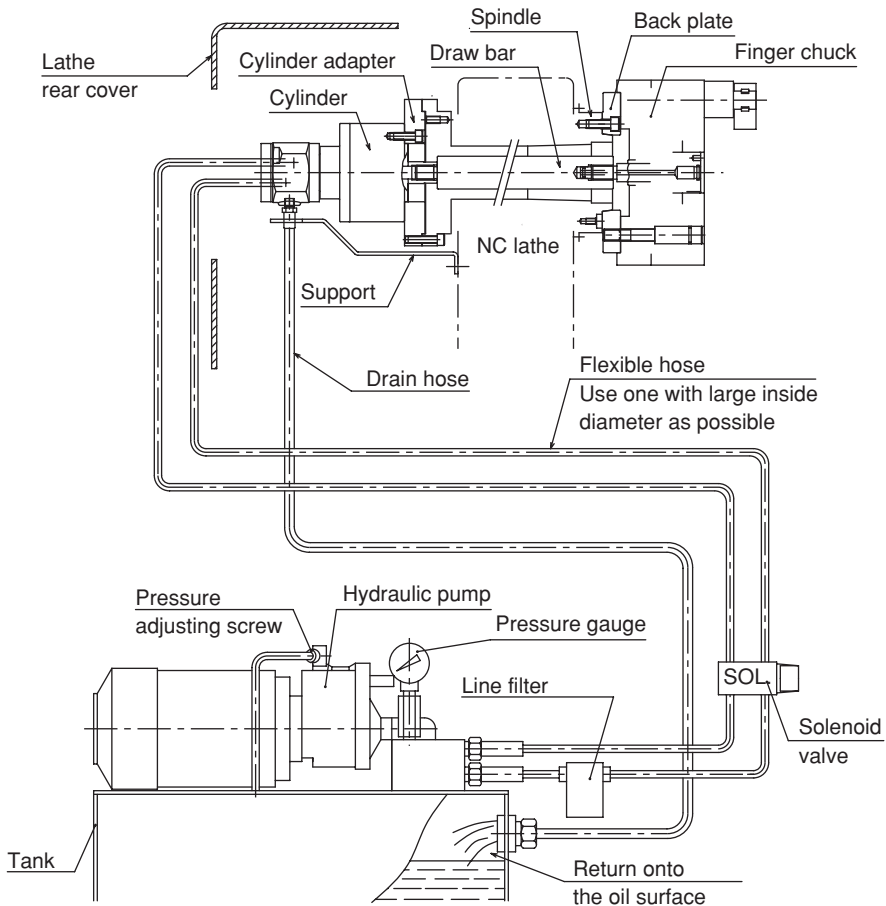 Spindle
Back plate
Lathe
rear cover
Cylinder adapter
Draw bar
Finger chuck
Cylinder
NC lathe
Support
Drain hose
Flexible hose
Use one with large inside
diameter as possible
Pressure
adjusting screw
Hydraulic pump
Pressure gauge
Line filter
SOL
Solenoid
valve
Tank
Return onto
the oil surface